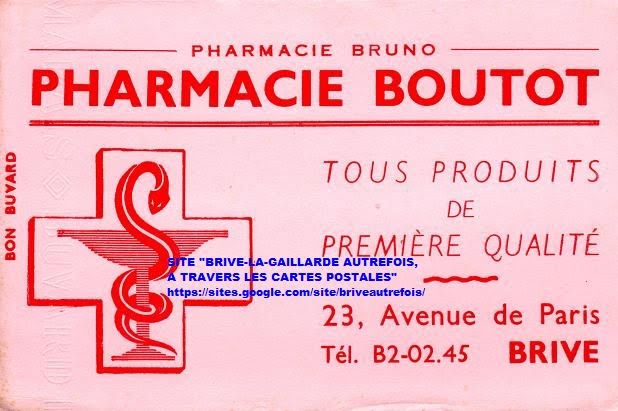 PHARMACIE BRUNO
PHARMACIE BOUTOT
BON BUVARD
TOUS PRODUITS
DE
PREMIÈRE QUALITÉ
SITE "BRIVE-LA-GAILLARDE AUTREFOIS,
A TRAVERS LES CARTES POSTALES"
https://sites.google.com/site/briveautrefois/
23, Avenue de Paris
Tél. B2-02.45 BRIVE